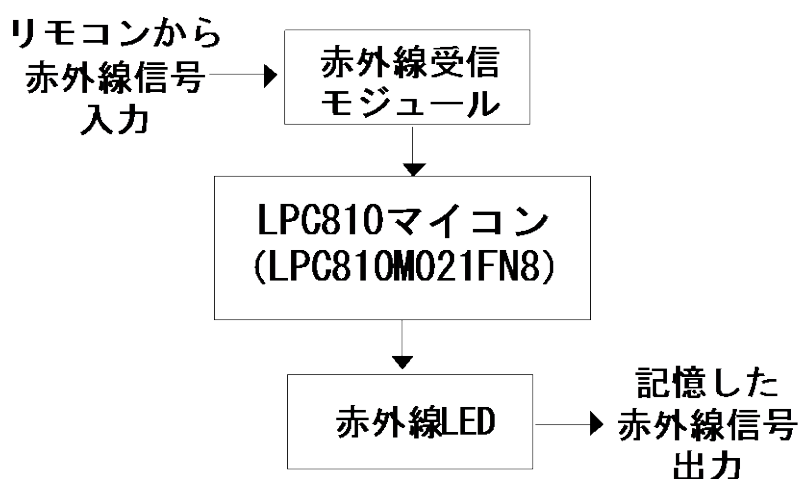 リモコンから
赤外線信号
入力
赤外線受信
モジュール
LPC810マイコン
(LPC810M021FN8)
赤外線LED
記憶した
赤外線信号
出力